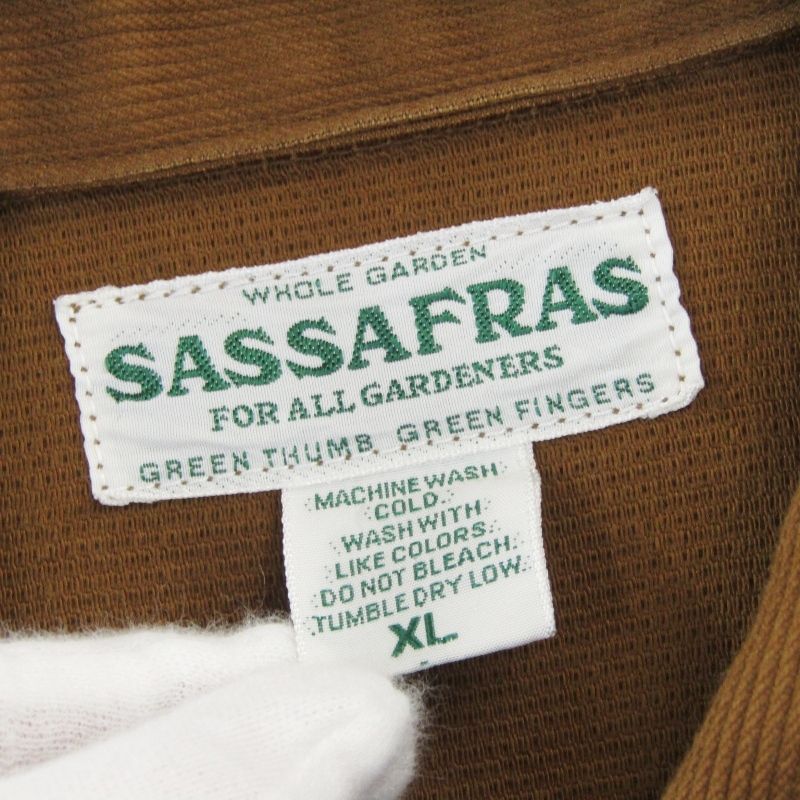 WHOLE GARDEN
SASSAFRAS
FOR ALL GARDENERS
GREEN THUMB GREEN FINGERS
MACHINE WASH
COLD.
WASH WITH
LIKE COLORS.
DO NOT BLEACH.
TUMBLE DRY LOW.
XL